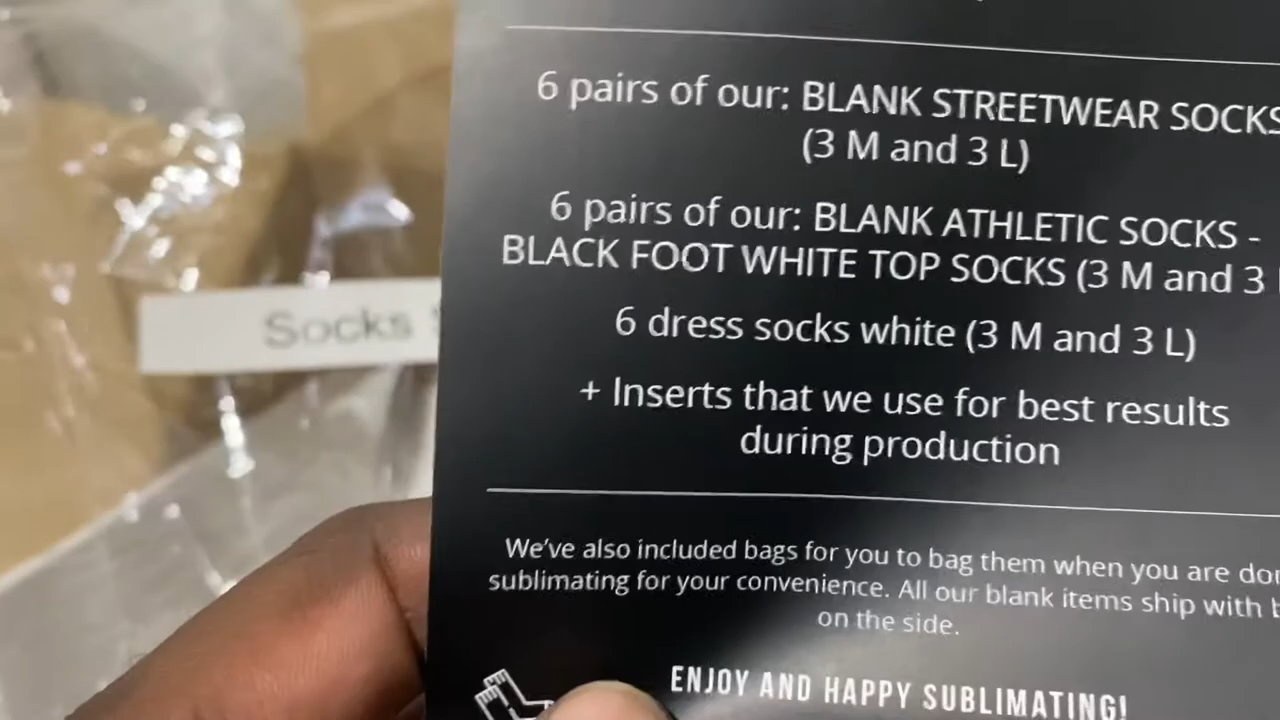 6 pairs of our: BLANK STREETWEAR SOCKS
(3 M and 3 L)
6 pairs of our: BLANK ATHLETIC SOCKS -
BLACK FOOT WHITE TOP SOCKS (3 M and 3
6 dress socks white (3 M and 3 L)
+ Inserts that we use for best results
during production
We've also included bags for you to bag them when you are
sublimating for your convenience. All our blank items ship with
on the side.
ENJOY AND HAPPY SUBLIMATING!
Socks